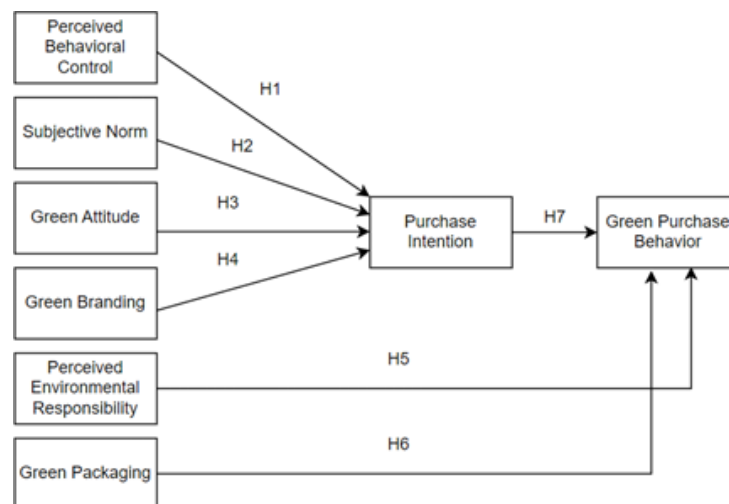 Perceived
Behavioral
Control
H1
Subjective Norm
H2
Green Attitude
H3
Purchase
Intention
H7
Green Purchase
Behavior
Green Branding
H4
Perceived
Environmental
Responsibility
H5
Green Packaging
H6